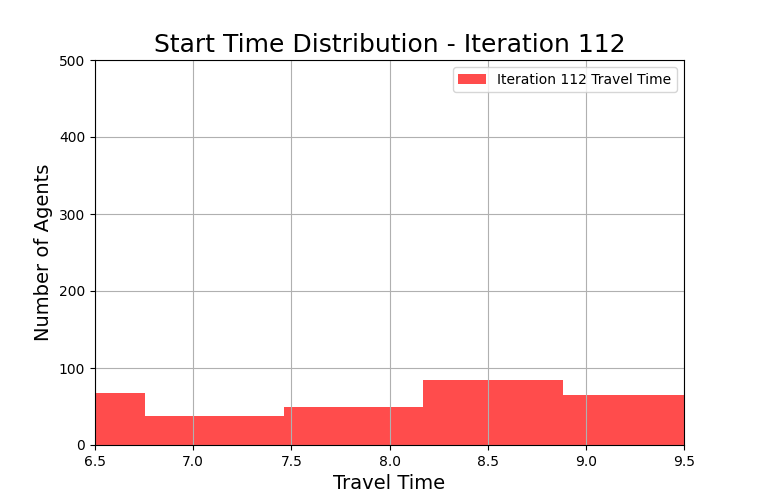 Start Time Distribution - Iteration 112
Iteration 112 Travel Time
500
400
300
200
100
0
Number of Agents
6.5 7.0 7.5 8.0 8.5 9.0 9.5
Travel Time